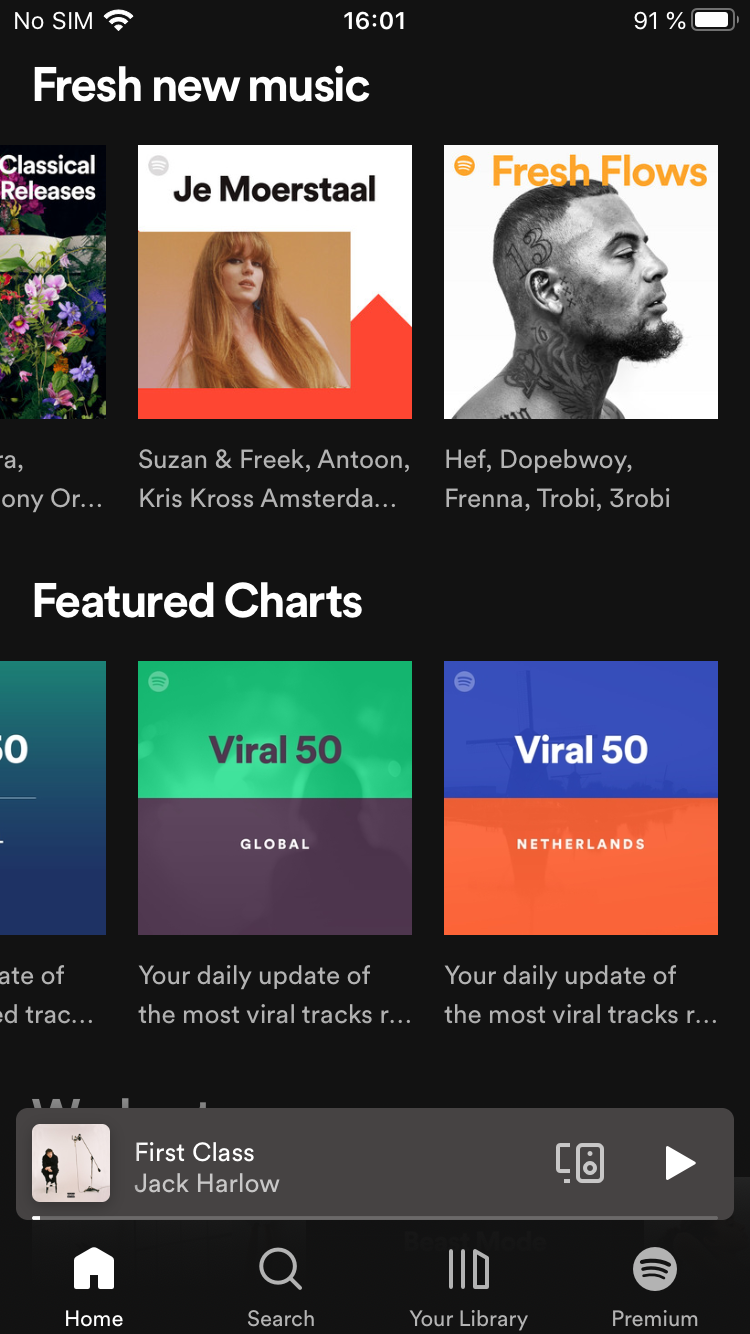 No SIM 16:01 91 %
Fresh new music
Classical
Releases
Je Moerstaal
Fresh Flows
13
ra,
ony Or...
Suzan & Freek, Antoon,
Kris Kross Amsterda...
Hef, Dopebwoy,
Frenna, Trobi, 3robi
Featured Charts
50
Viral 50
GLOBAL
Viral 50
NETHERLANDS
ate of
ed trac...
Your daily update of
the most viral tracks r...
Your daily update of
the most viral tracks r...
First Class
Jack Harlow
Beast Mode
Home
Search
Your Library
Premium